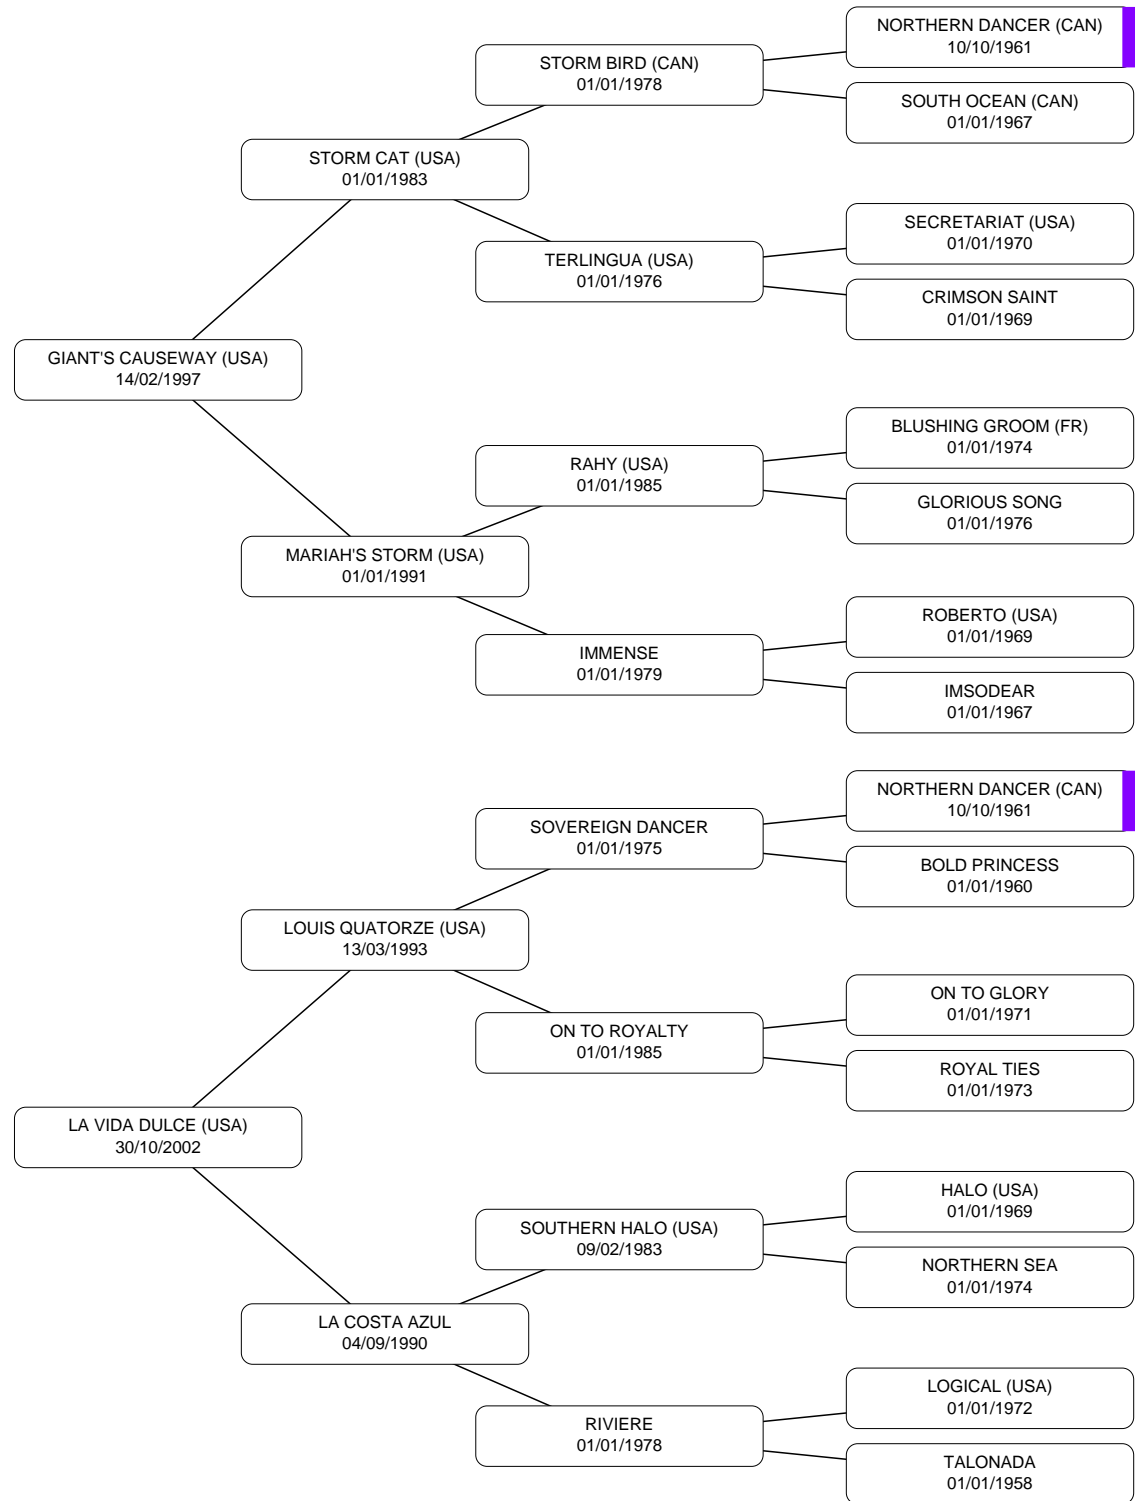 NORTHERN DANCER (CAN)
10/10/1961
STORM BIRD (CAN)
01/01/1978
SOUTH OCEAN (CAN)
01/01/1967
STORM CAT (USA)
01/01/1983
SECRETARIAT (USA)
01/01/1970
TERLINGUA (USA)
01/01/1976
CRIMSON SAINT
01/01/1969
GIANT'S CAUSEWAY (USA)
14/02/1997
BLUSHING GROOM (FR)
01/01/1974
RAHY (USA)
01/01/1985
GLORIOUS SONG
01/01/1976
MARIAH'S STORM (USA)
01/01/1991
ROBERTO (USA)
01/01/1969
IMMENSE
01/01/1979
IMSODEAR
01/01/1967
NORTHERN DANCER (CAN)
10/10/1961
SOVEREIGN DANCER
01/01/1975
BOLD PRINCESS
01/01/1960
LOUIS QUATORZE (USA)
13/03/1993
ON TO GLORY
01/01/1971
ON TO ROYALTY
01/01/1985
ROYAL TIES
01/01/1973
LA VIDA DULCE (USA)
30/10/2002
HALO (USA)
01/01/1969
SOUTHERN HALO (USA)
09/02/1983
NORTHERN SEA
01/01/1974
LA COSTA AZUL
04/09/1990
LOGICAL (USA)
01/01/1972
RIVIERE
01/01/1978
TALONADA
01/01/1958